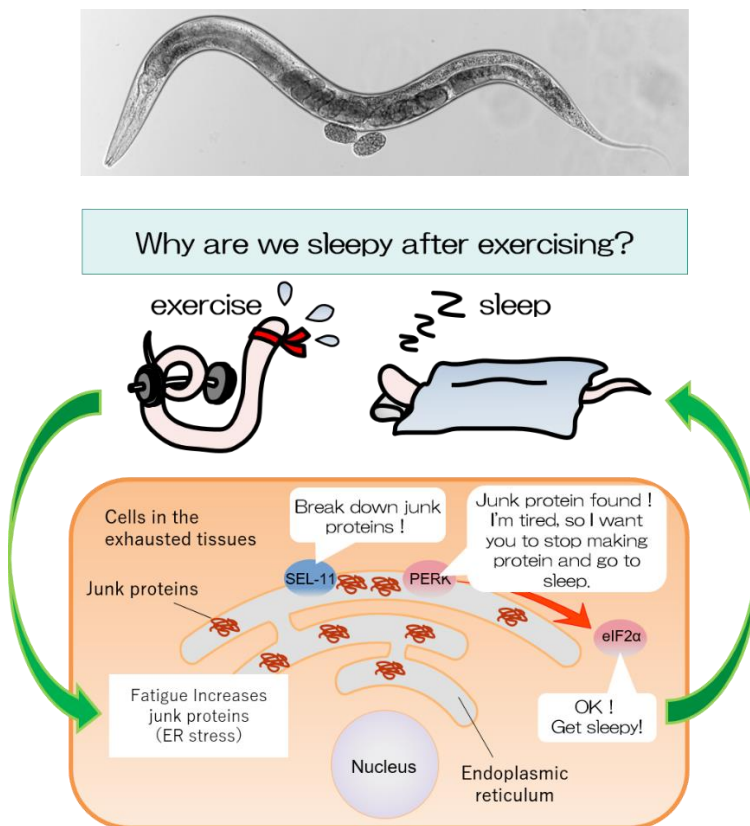 Why are we sleepy after exercising?
exercise
sleep
Cells in the
exhausted tissues
Break down junk
proteins !
Junk protein found !
I'm tired, so I want
you to stop making
protein and go to
sleep.
SEL-11
PERK
Junk proteins
eIF2α
Fatigue Increases
junk proteins
(ER stress)
OK !
Get sleepy!
Nucleus
Endoplasmic
reticulum